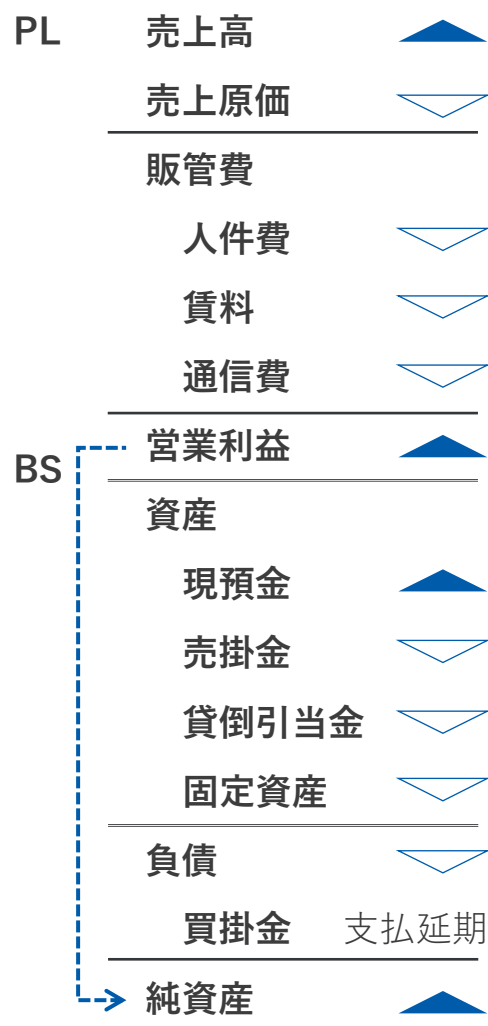 PL 売上高
売上原価
販管費
人件費
賃料
通信費
営業利益
BS
資産
現預金
売掛金
貸倒引当金
固定資産
負債
買掛金 支払延期
純資産